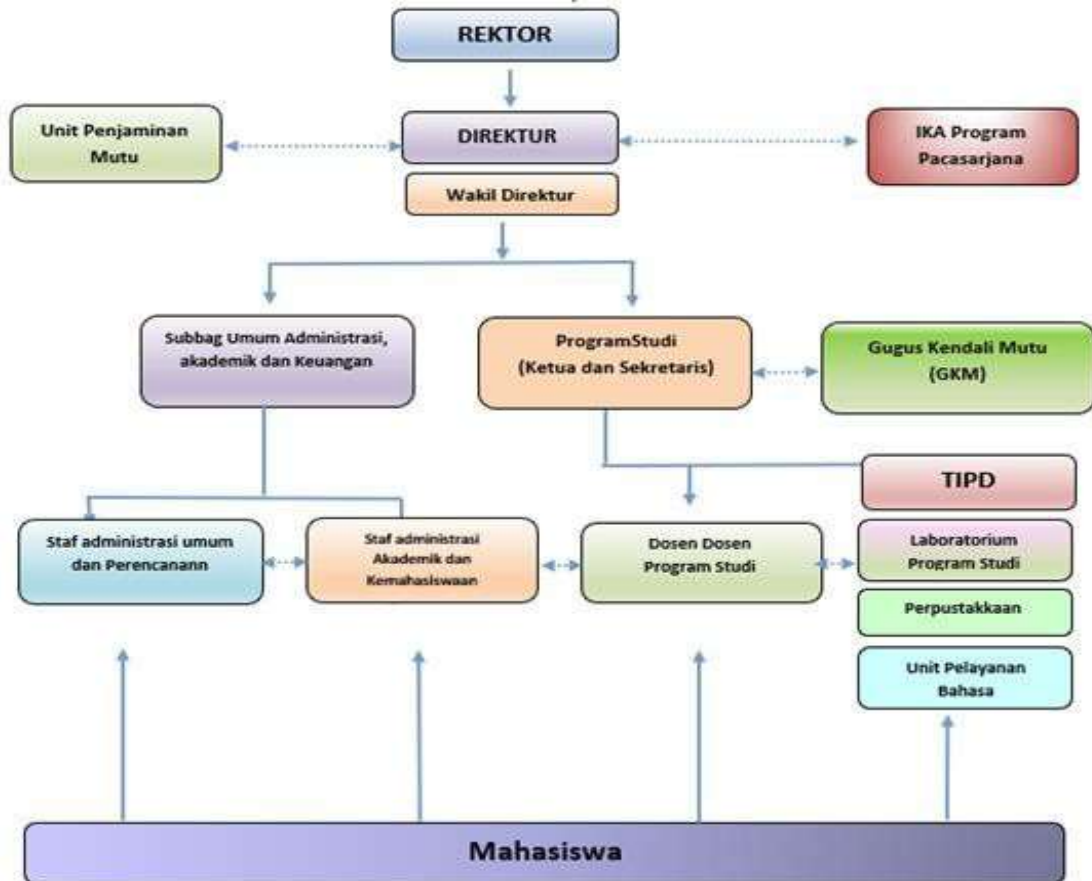 REKTOR
Unit Penjaminan
Mutu
DIREKTUR
IKA Program
Pacasarjana
Wakil Direktur
Subbag Umum Administrasi,
akademik dan Keuangan
ProgramStudi
(Ketua dan Sekretaris)
Gugus Kendali Mutu
(GKM)
TIPD
Staf administrasi umum
dan Perencanann
Staf administrasi
Akademik dan
Kemahasiswaan
Dosen Dosen
Program Studi
Laboratorium
Program Studi
Perpustakkaan
Unit Pelayanan
Bahasa
Mahasiswa